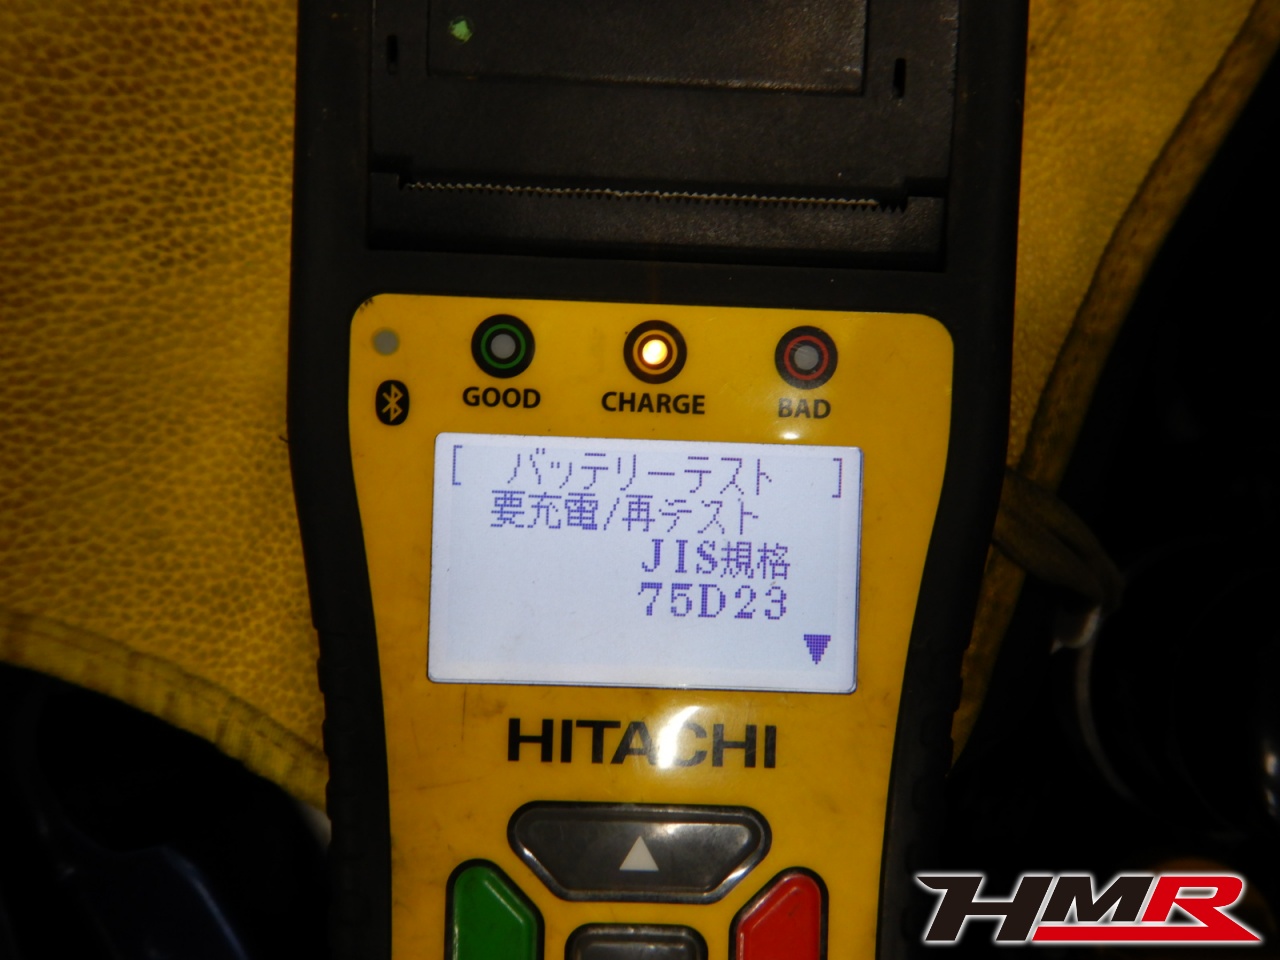 GOOD
CHARGE
BAD
[ バッテリーテスト ]
要充電/再テスト
JIS規格
75D23
HITACHI
HMR